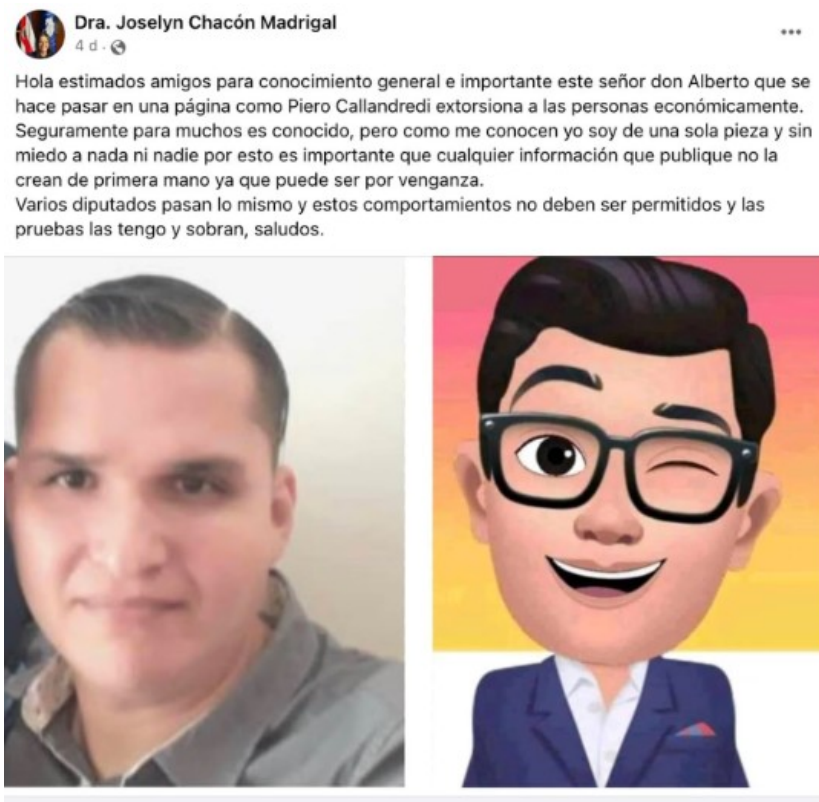 Dra. Joselyn Chacón Madrigal
4 d ·
Hola estimados amigos para conocimiento general e importante este señor don Alberto que se
hace pasar en una página como Piero Callandredi extorsiona a las personas económicamente.
Seguramente para muchos es conocido, pero como me conocen yo soy de una sola pieza y sin
miedo a nada ni nadie por esto es importante que cualquier información que publique no la
crean de primera mano ya que puede ser por venganza.
Varios diputados pasan lo mismo y estos comportamientos no deben ser permitidos y las
pruebas las tengo y sobran, saludos.